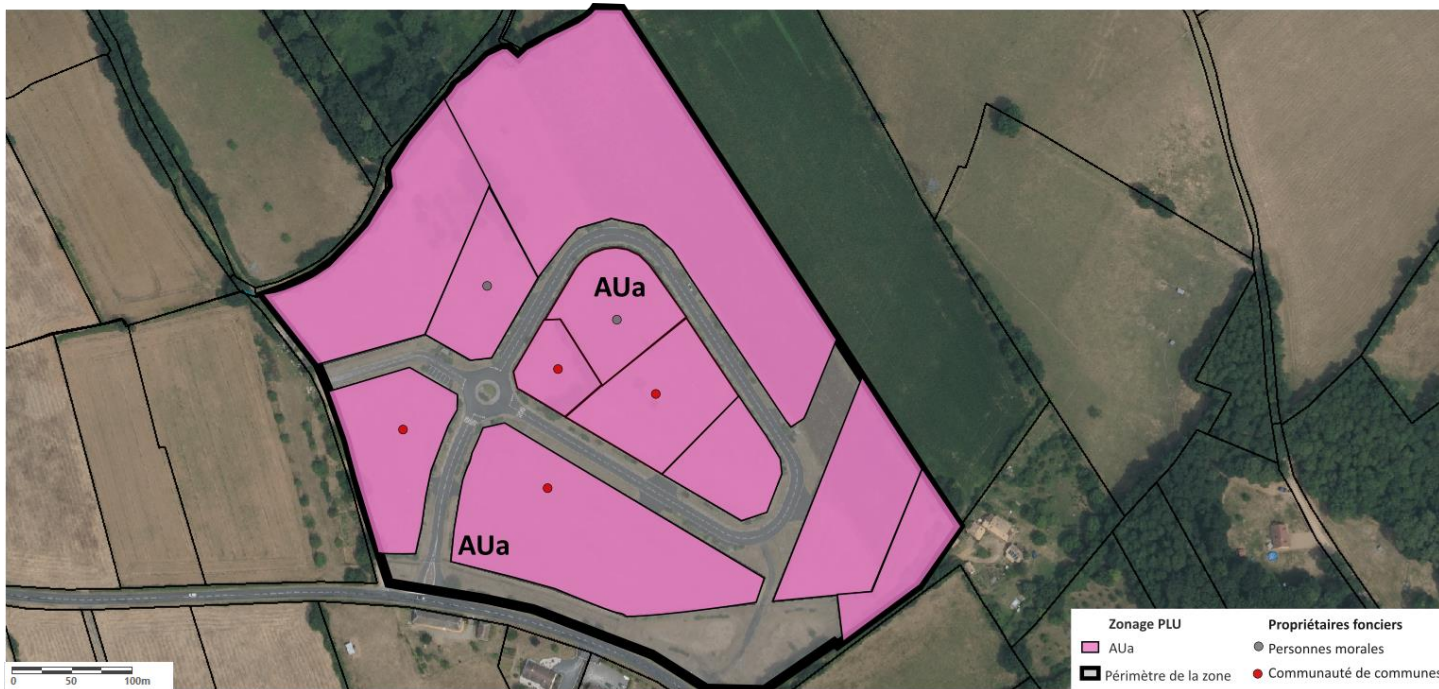 AUa
AUa
0 50 100m
Zonage PLU
AUa
Périmètre de la zone
Propriétaires fonciers
Personnes morales
Communauté de communes